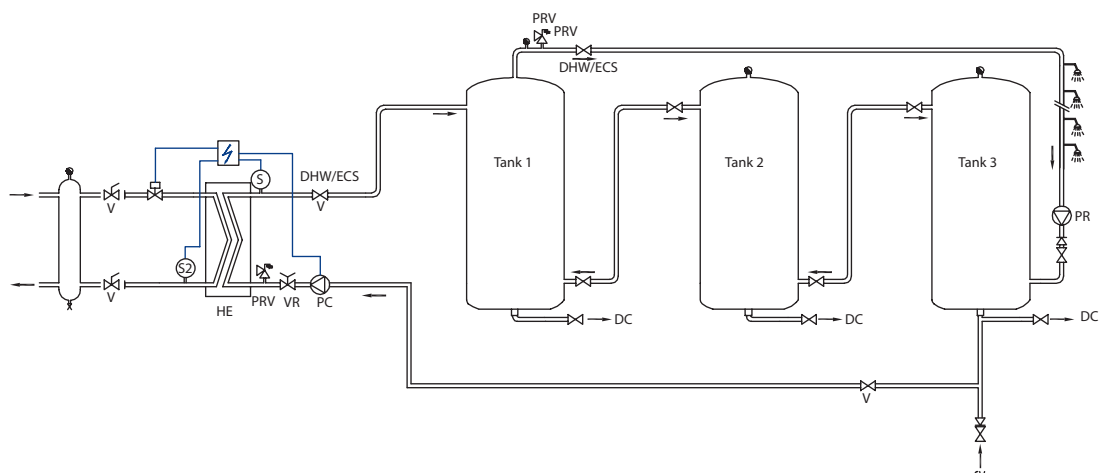 PRV
PRV
DHW/ECS
Tank 1
Tank 2
Tank 3
S
DHW/ECS
V
V
PR
S2
V
HE
PRV
VR
PC
DC
DC
DC
V